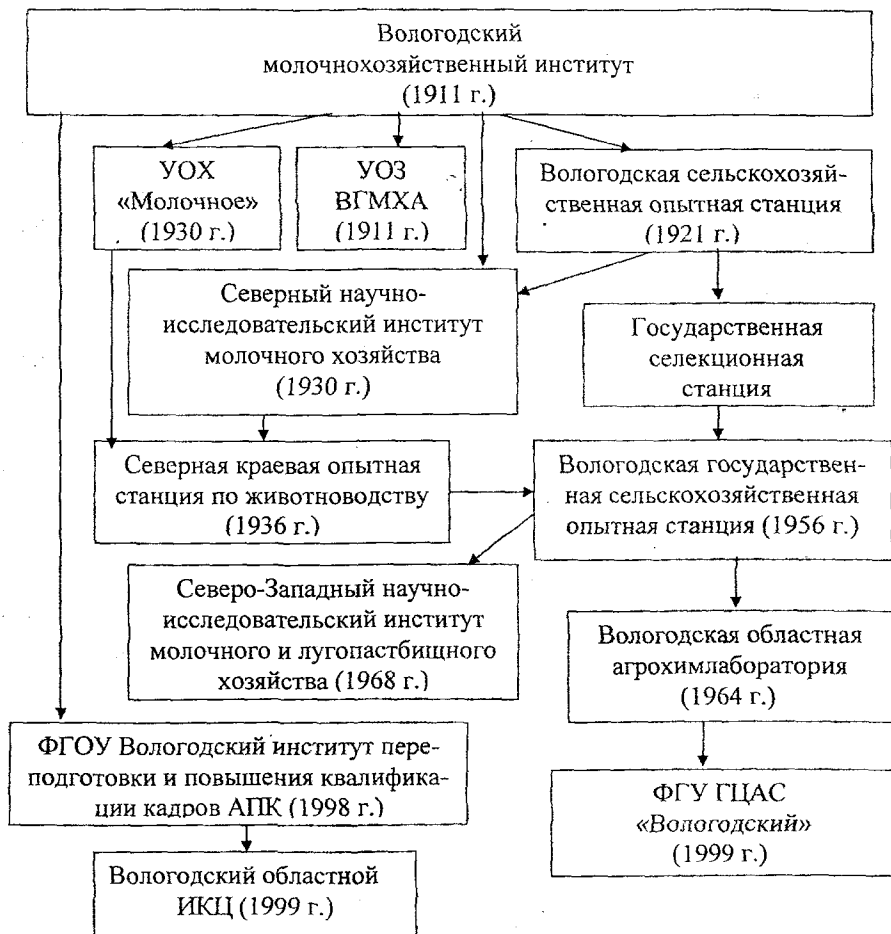 Вологодский
молочнохозяйственный институт
(1911 г.)
УОХ
«Молочное»
(1930 г.)
УОЗ
ВГМХА
(1911 г.)
Вологодская сельскохозяй-
ственная опытная станция
(1921 г.)
Северный научно-
исследовательский институт
молочного хозяйства
(1930 г.)
Государственная
селекционная
станция
Северная краевая опытная
станция по животноводству
(1936 г.)
Вологодская государствен-
ная сельскохозяйственная
опытная станция (1956 г.)
Северо-Западный научно-
исследовательский институт
молочного и лугопастбищного
хозяйства (1968 г.)
Вологодская областная
агрохимлаборатория
(1964 г.)
ФГОУ Вологодский институт пере-
подготовки и повышения квалифика-
ции кадров АПК (1998 г.)
ФГУ ГЦАС
«Вологодский»
(1999 г.)
Вологодский областной
ИКЦ (1999 г.)